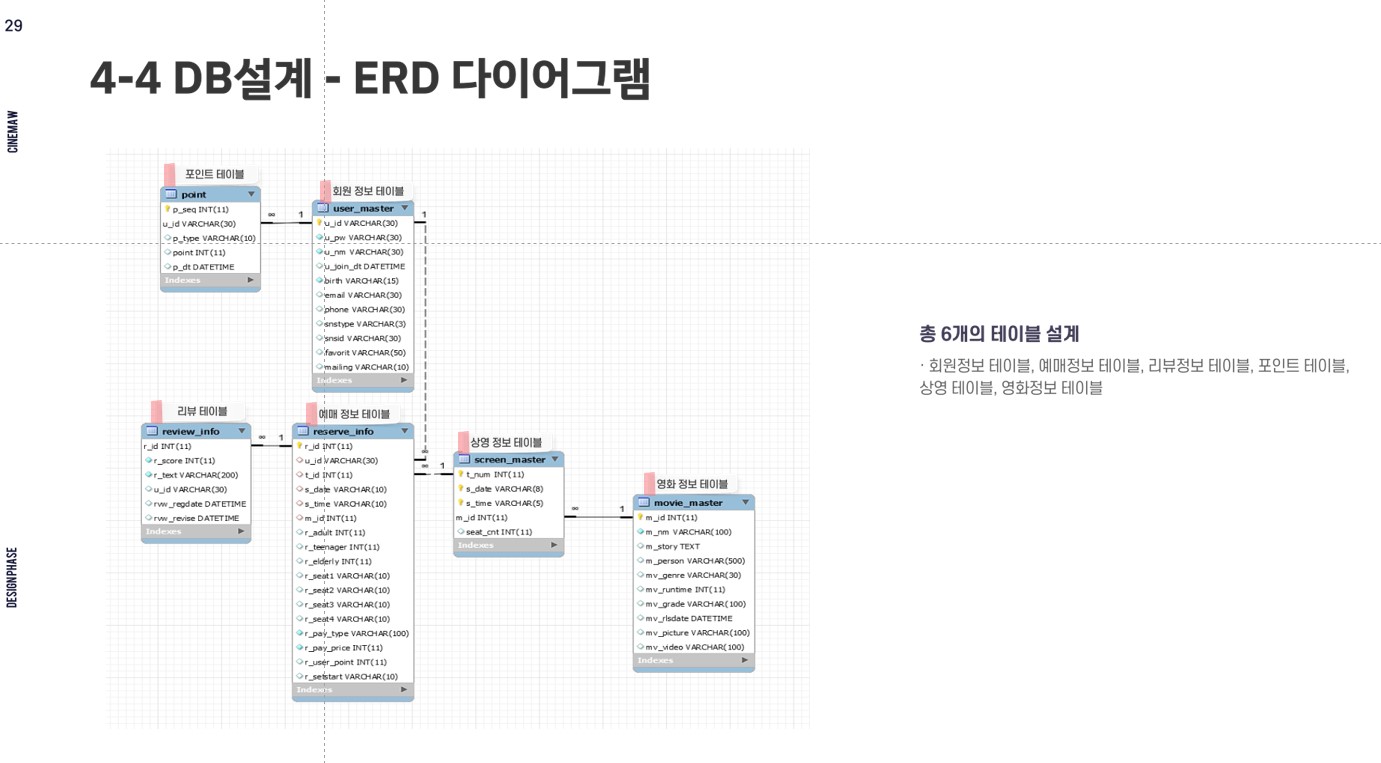 29
CINEMAW
DESIGN PHASE
4-4 DB설계 - ERD 다이어그램
포인트 테이블
point
p_seq INT(11)
u_id VARCHAR(30)
p_type VARCHAR(10)
point INT(11)
p_dt DATETIME
Indexes
∞ 1
회원 정보 테이블
user_master
u_id VARCHAR(30)
u_pw VARCHAR(30)
u_nm VARCHAR(30)
u_join_dt DATETIME
birth VARCHAR(15)
email VARCHAR(30)
phone VARCHAR(30)
snstype VARCHAR(3)
snsid VARCHAR(30)
favorit VARCHAR(50)
mailing VARCHAR(10)
Indexes
1
∞
리뷰 테이블
review_info
r_id INT(11)
r_score INT(11)
r_text VARCHAR(200)
u_id VARCHAR(30)
rvw_regdate DATETIME
rvw_revise DATETIME
Indexes
∞ 1
예매 정보 테이블
reserve_info
r_id INT(11)
u_id VARCHAR(30)
t_id INT(11)
s_date VARCHAR(10)
s_time VARCHAR(10)
m_id INT(11)
r_adult INT(11)
r_teenager INT(11)
r_elderly INT(11)
r_seat1 VARCHAR(10)
r_seat2 VARCHAR(10)
r_seat3 VARCHAR(10)
r_seat4 VARCHAR(10)
r_pay_type VARCHAR(100)
r_pay_price INT(11)
r_user_point INT(11)
r_setstart VARCHAR(10)
Indexes
∞ 1
상영 정보 테이블
screen_master
t_num INT(11)
s_date VARCHAR(8)
s_time VARCHAR(5)
m_id INT(11)
seat_cnt INT(11)
Indexes
∞ 1
영화 정보 테이블
movie_master
m_id INT(11)
m_nm VARCHAR(100)
m_story TEXT
m_person VARCHAR(500)
mv_genre VARCHAR(30)
mv_runtime INT(11)
mv_grade VARCHAR(100)
mv_rlsdate DATETIME
mv_picture VARCHAR(100)
mv_video VARCHAR(100)
Indexes
총 6개의 테이블 설계
· 회원정보 테이블, 예매정보 테이블, 리뷰정보 테이블, 포인트 테이블,
상영 테이블, 영화정보 테이블